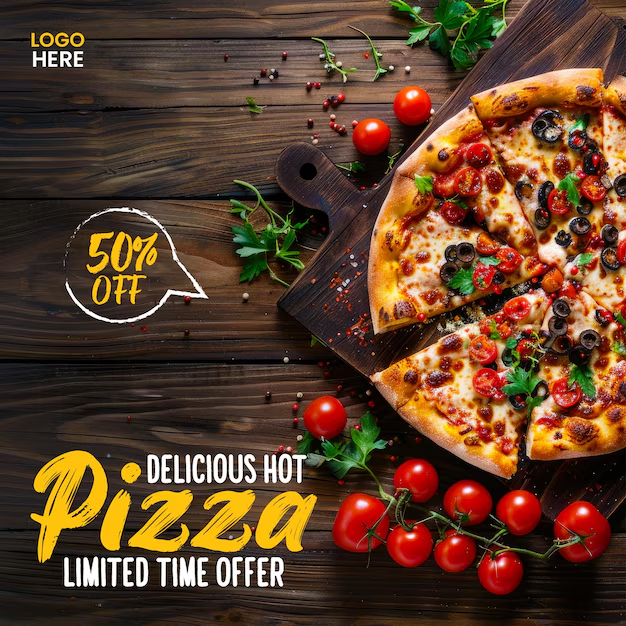 LOGO
HERE
50%
OFF
DELICIOUS HOT
Pizza
LIMITED TIME OFFER